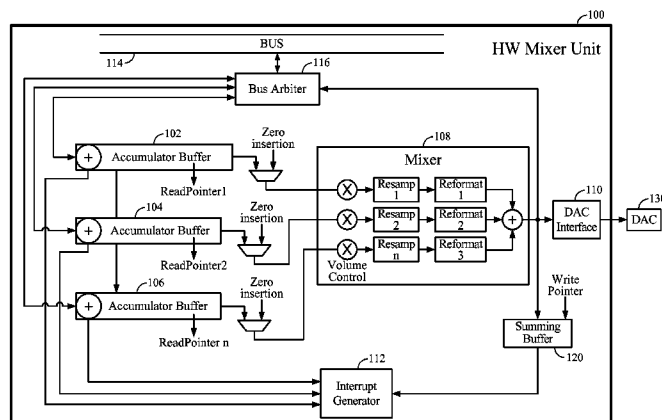 100
BUS
HW Mixer Unit
114
116
Bus Arbiter
102
Zero
insertion
108
Accumulator Buffer
Mixer
ReadPointer1
Resamp
1
Reformat
1
104
Zero
insertion
110
130
Accumulator Buffer
Resamp
2
Reformat
2
DAC
Interface
DAC
ReadPointer2
Resamp
n
Reformat
3
106
Zero
insertion
Volume
Control
Accumulator Buffer
Write
Pointer
ReadPointer n
Summing
Buffer
120
112
Interrupt
Generator